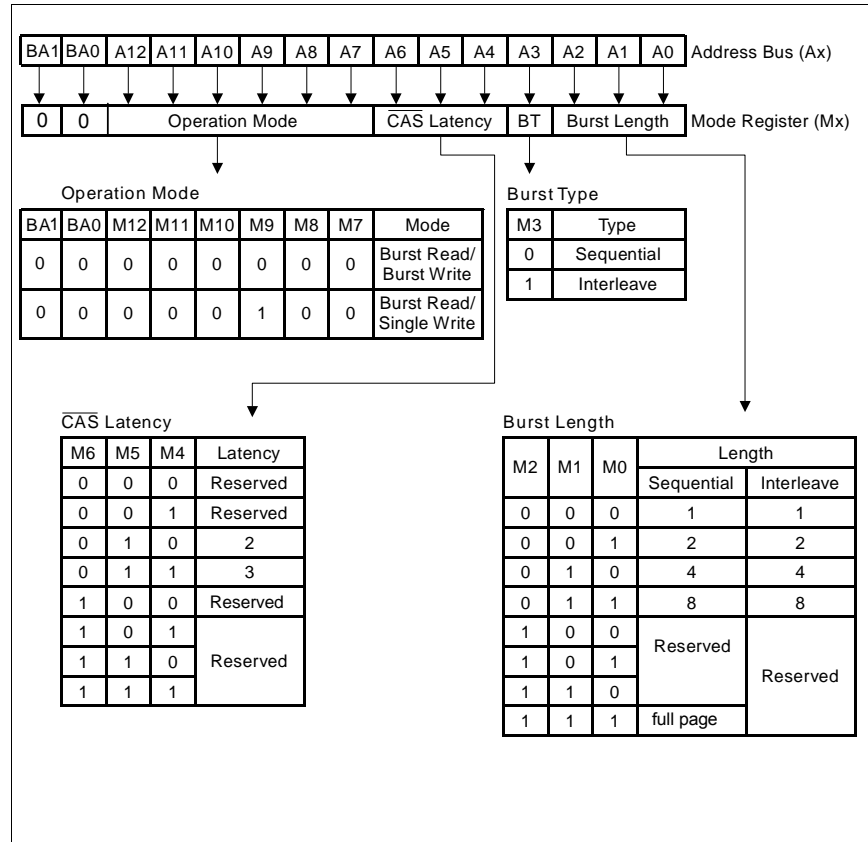 BA1 BA0 A12 A11 A10 A9 A8 A7 A6 A5 A4 A3 A2 A1 A0 Address Bus (Ax)
0 0 Operation Mode CAS Latency BT Burst Length Mode Register (Mx)
Operation Mode
BA1 BA0 M12 M11 M10 M9 M8 M7 Mode
0 0 0 0 0 0 0 0 Burst Read/
Burst Write
0 0 0 0 0 1 0 0 Burst Read/
Single Write
Burst Type
M3 Type
0 Sequential
1 Interleave
CAS Latency
M6 M5 M4 Latency
0 0 0 Reserved
0 0 1 Reserved
0 1 0 2
0 1 1 3
1 0 0 Reserved
1 0 1
1 1 0 Reserved
1 1 1
Burst Length
M2 M1 M0 Length
Sequential Interleave
0 0 0 1 1
0 0 1 2 2
0 1 0 4 4
0 1 1 8 8
1 0 0 Reserved
1 0 1 Reserved
1 1 0
1 1 1 full page